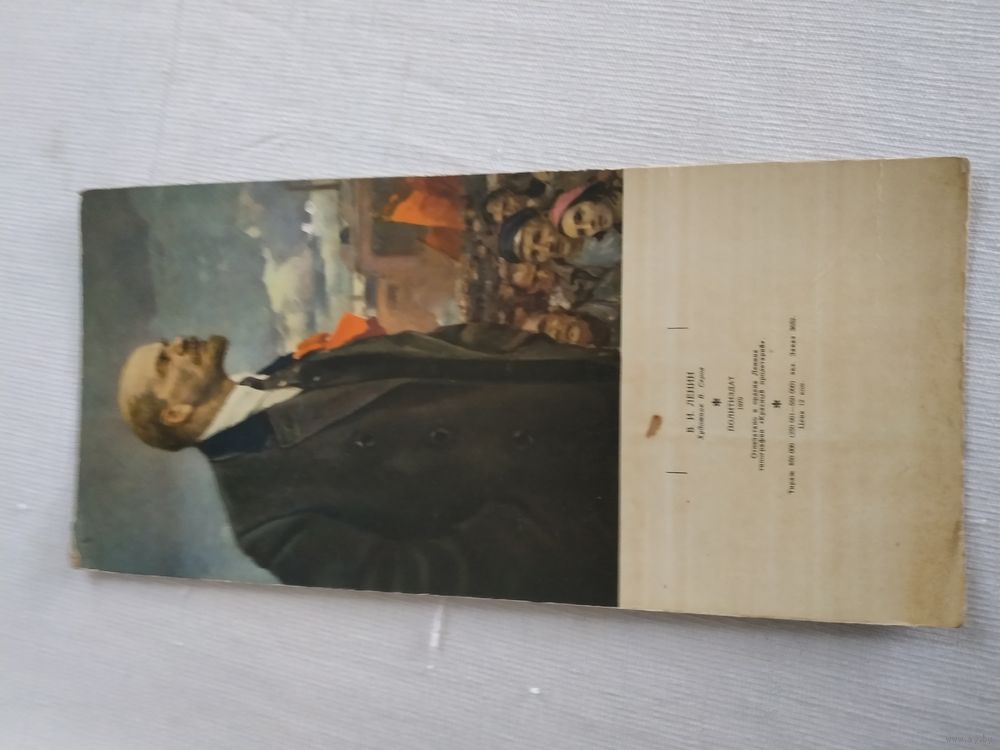 В. И. ЛЕНИН
Художник В. Серов
ПОЛИТИЗДАТ
Отпечатано в ордена Ленина
типографии «Красный пролетарий»
Цена 12 коп.